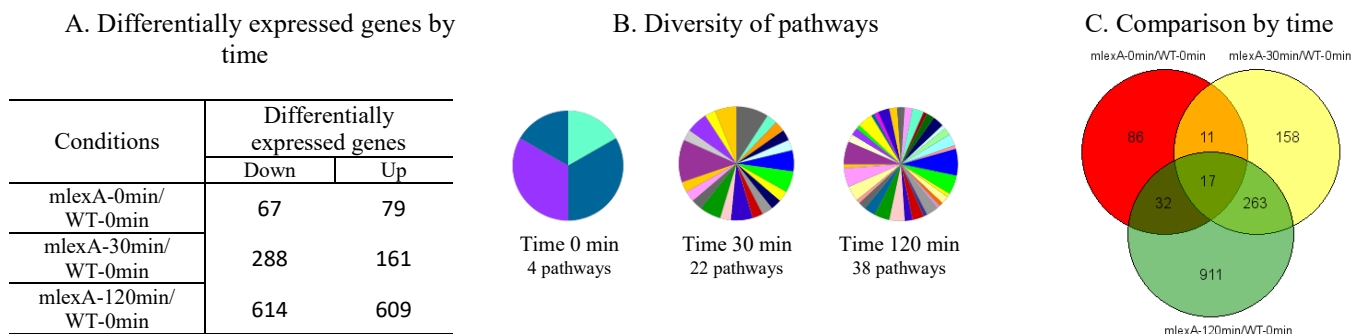 A. Differentially expressed genes by
time
Conditions
Differentially
expressed genes
Down
Up
mlexA-0min/
WT-0min
67
79
mlexA-30min/
WT-0min
288
161
mlexA-120min/
WT-0min
614
609
B. Diversity of pathways
Time 0 min
4 pathways
Time 30 min
22 pathways
Time 120 min
38 pathways
C. Comparison by time
mlexA-0min/WT-0min
mlexA-30min/WT-0min
86
11
158
17
32
263
911
mlexA-120min/WT-0min